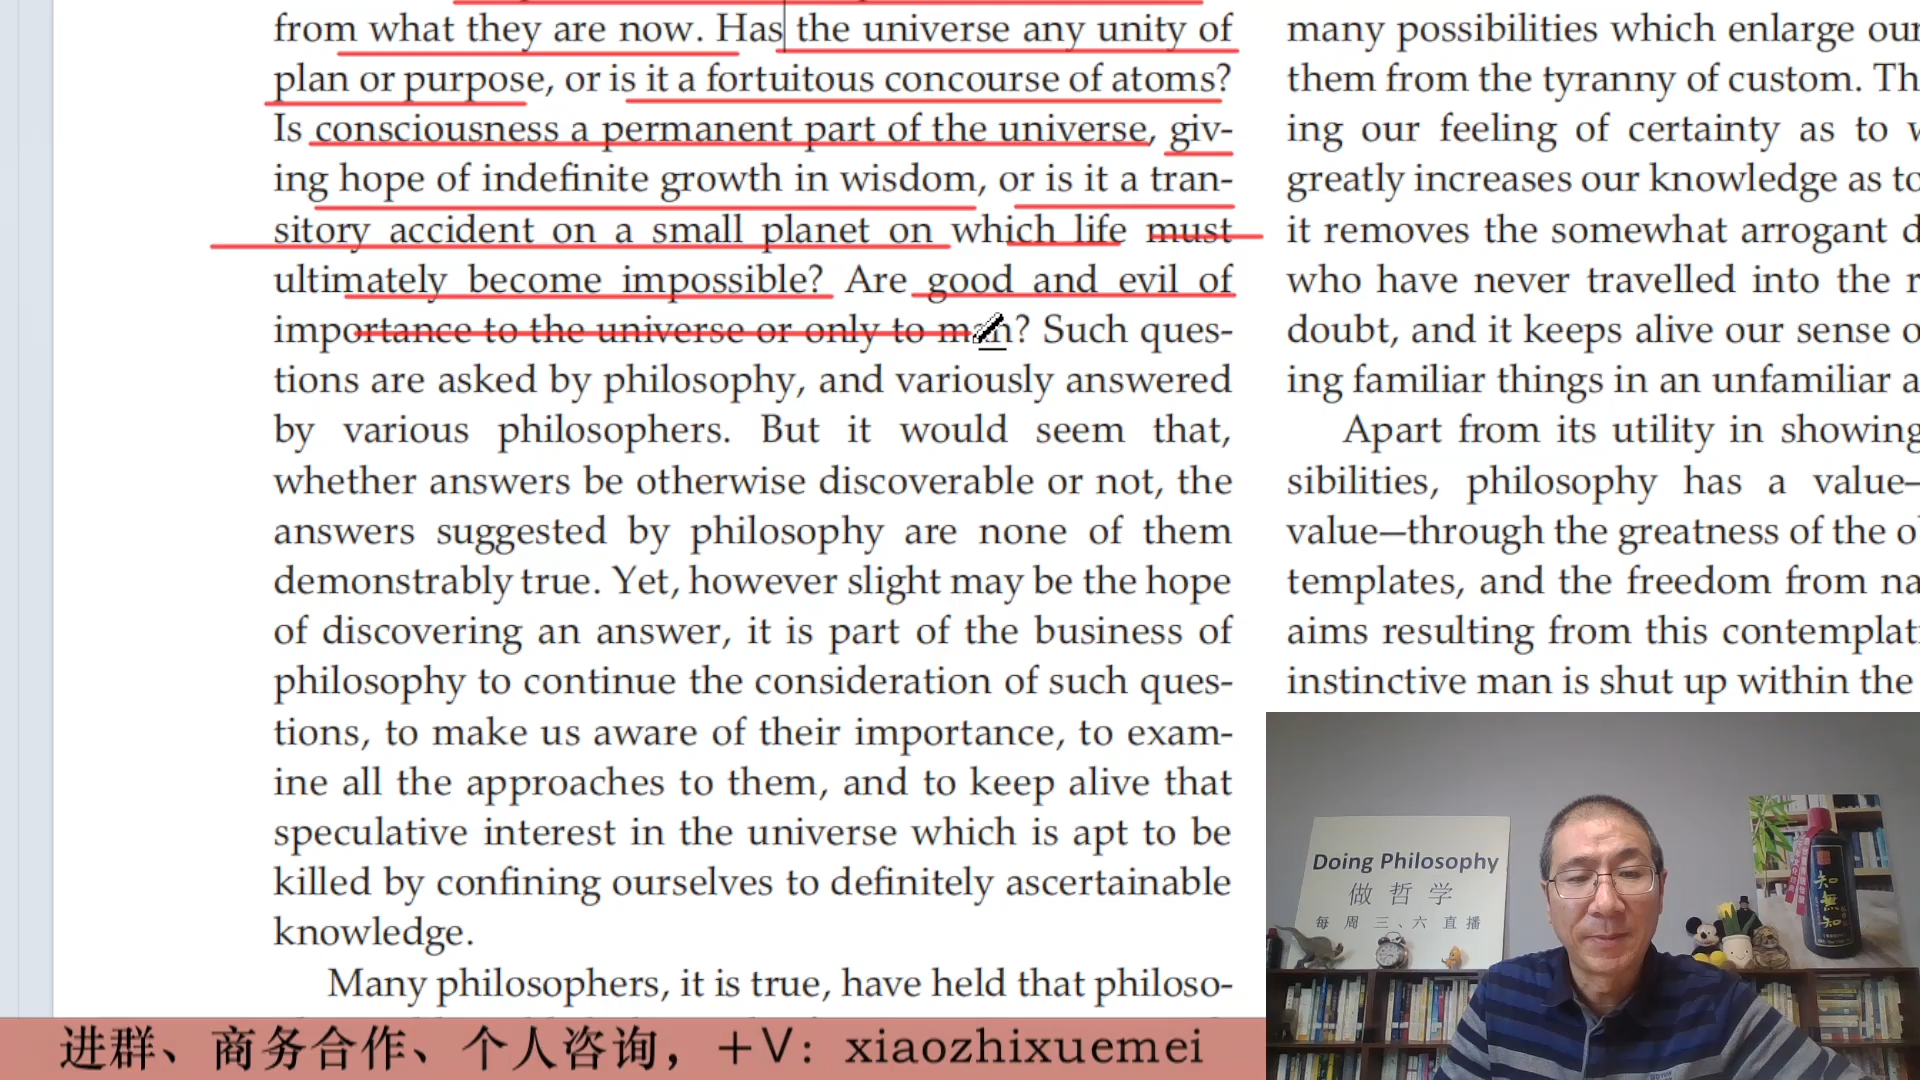 from what they are now. Has the universe any unity of
plan or purpose, or is it a fortuitous concourse of atoms?
Is consciousness a permanent part of the universe, giv-
ing hope of indefinite growth in wisdom, or is it a tran-
sitory accident on a small planet on which life must
ultimately become impossible? Are good and evil of
importance to the universe or only to man? Such ques-
tions are asked by philosophy, and variously answered
by various philosophers. But it would seem that,
whether answers be otherwise discoverable or not, the
answers suggested by philosophy are none of them
demonstrably true. Yet, however slight may be the hope
of discovering an answer, it is part of the business of
philosophy to continue the consideration of such ques-
tions, to make us aware of their importance, to exam-
ine all the approaches to them, and to keep alive that
speculative interest in the universe which is apt to be
killed by confining ourselves to definitely ascertainable
knowledge.
Many philosophers, it is true, have held that philoso-
many possibilities which enlarge our
them from the tyranny of custom. Th
ing our feeling of certainty as to w
greatly increases our knowledge as to
it removes the somewhat arrogant d
who have never travelled into the r
doubt, and it keeps alive our sense o
ing familiar things in an unfamiliar a
Apart from its utility in showing
sibilities, philosophy has a value—
value—through the greatness of the o
templates, and the freedom from na
aims resulting from this contemplati
instinctive man is shut up within the
Doing Philosophy
做哲学
每周三、六直播
知無知
进群、商务合作、个人咨询，+V：xiaozhixuemei